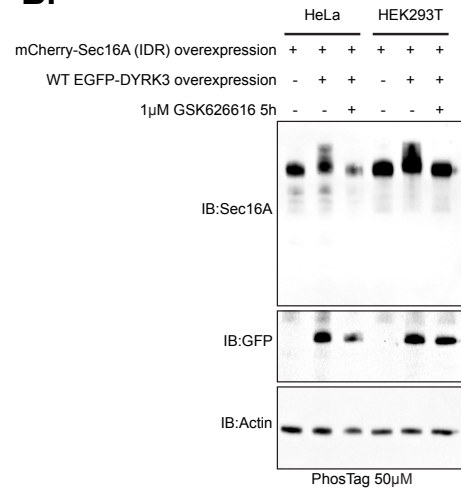 HeLa HEK293T
mCherry-Sec16A (IDR) overexpression + + + + + +
WT EGFP-DYRK3 overexpression - + + - + +
1µM GSK626616 5h - - + - - +
IB:Sec16A
IB:GFP
IB:Actin
PhosTag 50µM